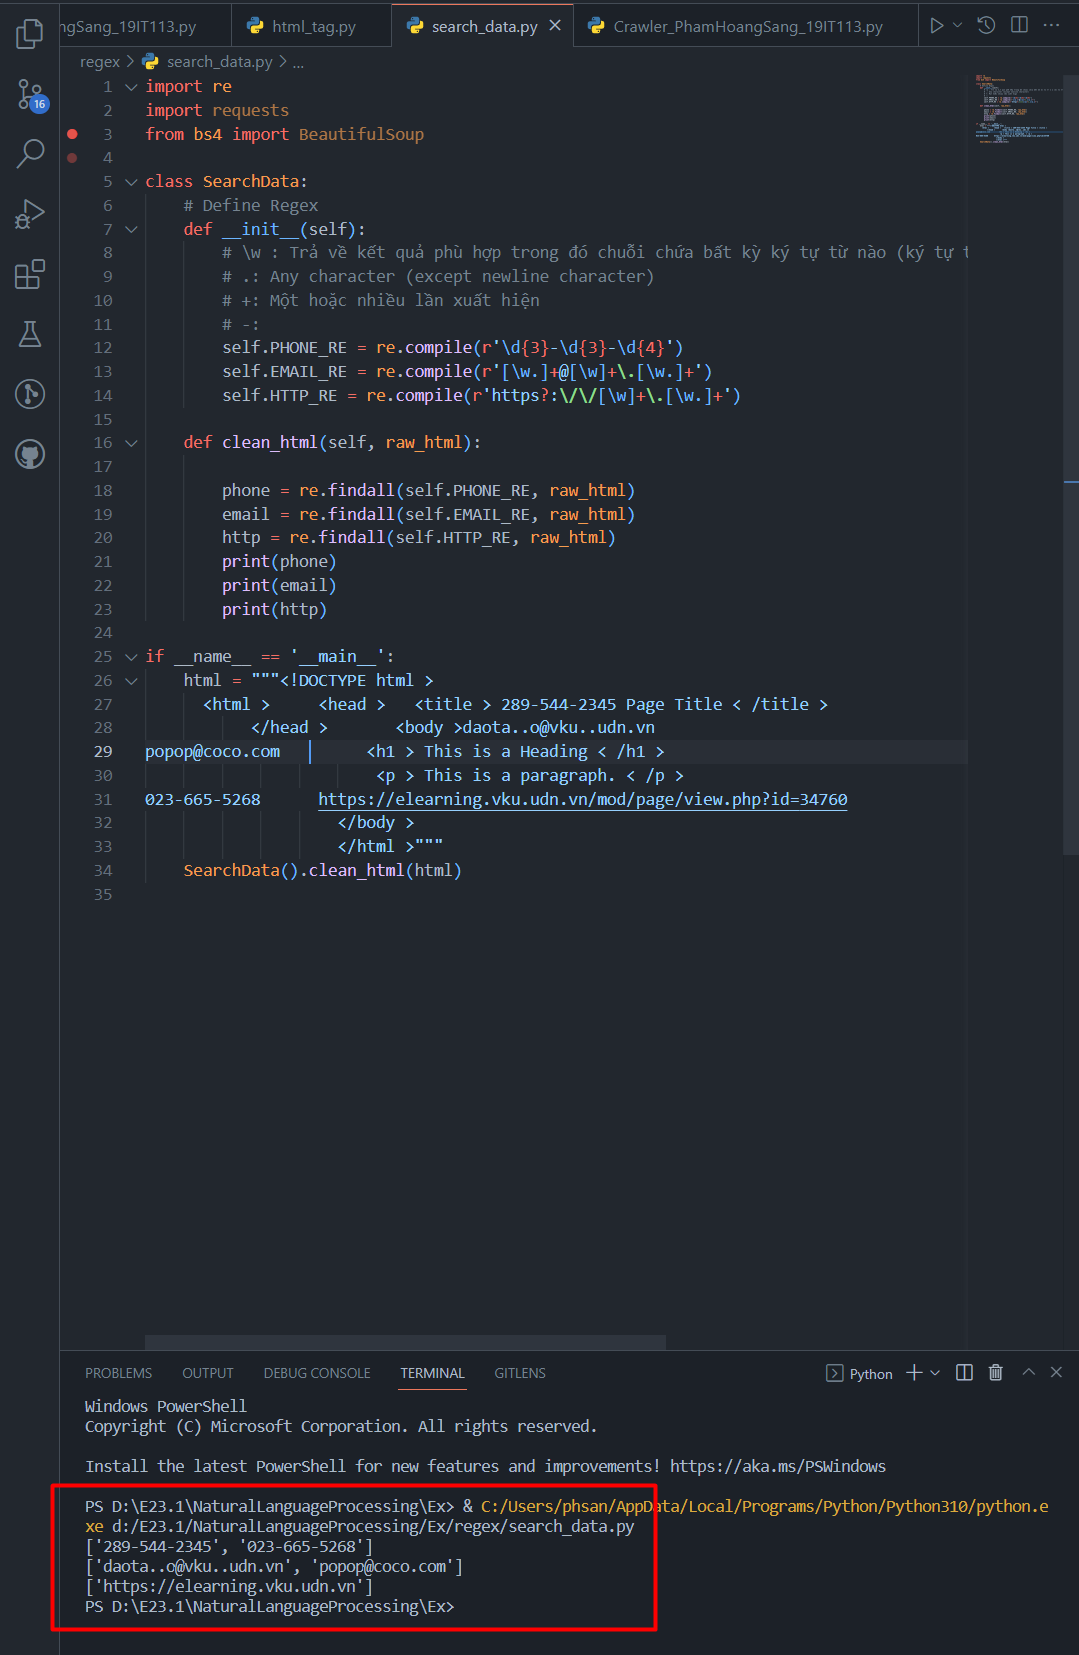 ngSang_19IT113.py html_tag.py search_data.py Crawler_PhamHoangSang_19IT113.py
regex > search_data.py > ...
16
1 import re
2 import requests
3 from bs4 import BeautifulSoup
4
5 class SearchData:
6 # Define Regex
7 def __init__(self):
8 # \w : Trả về kết quả phù hợp trong đó chuỗi chứa bất kỳ ký tự từ nào (ký tự t
9 # .: Any character (except newline character)
10 # +: Một hoặc nhiều lần xuất hiện
11 # -:
12 self.PHONE_RE = re.compile(r'\d{3}-\d{3}-\d{4}')
13 self.EMAIL_RE = re.compile(r'[\w.]+@[\w]+\.[\w.]+')
14 self.HTTP_RE = re.compile(r'https?:\/\/[\w]+\.[\w.]+')
15
16 def clean_html(self, raw_html):
17
18 phone = re.findall(self.PHONE_RE, raw_html)
19 email = re.findall(self.EMAIL_RE, raw_html)
20 http = re.findall(self.HTTP_RE, raw_html)
21 print(phone)
22 print(email)
23 print(http)
24
25 if __name__ == '__main__':
26 html = """<!DOCTYPE html >
27 <html > <head > <title > 289-544-2345 Page Title < /title >
28 </head > <body >daota..o@vku..udn.vn
29 popop@coco.com <h1 > This is a Heading < /h1 >
30 <p > This is a paragraph. < /p >
31 023-665-5268 https://elearning.vku.udn.vn/mod/page/view.php?id=34760
32 </body >
33 </html >"""
34 SearchData().clean_html(html)
35
PROBLEMS OUTPUT DEBUG CONSOLE TERMINAL GITLENS Python
Windows PowerShell
Copyright (C) Microsoft Corporation. All rights reserved.
Install the latest PowerShell for new features and improvements! https://aka.ms/PSWindows
PS D:\E23.1\NaturalLanguageProcessing\Ex> & C:/Users/phsan/AppData/Local/Programs/Python/Python310/python.e
xe d:/E23.1/NaturalLanguageProcessing/Ex/regex/search_data.py
['289-544-2345', '023-665-5268']
['daota..o@vku..udn.vn', 'popop@coco.com']
['https://elearning.vku.udn.vn']
PS D:\E23.1\NaturalLanguageProcessing\Ex>